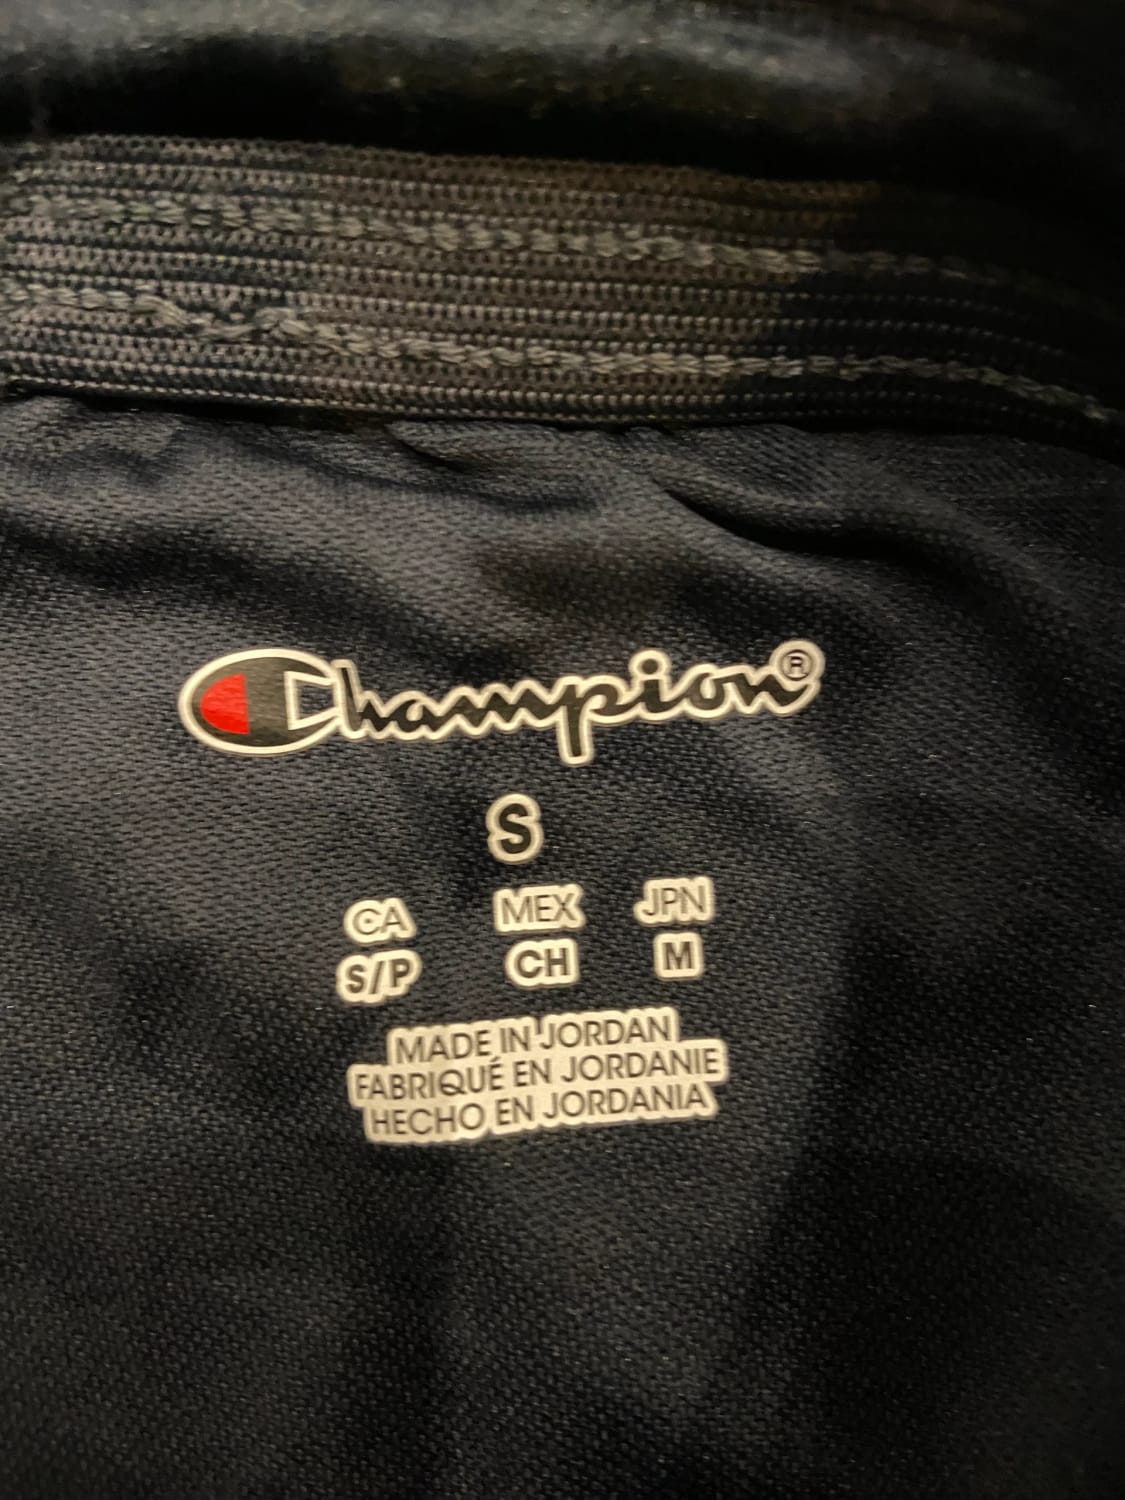 Champion®
S
CA MEX JPN
S/P CH M
MADE IN JORDAN
FABRIQUÉ EN JORDANIE
HECHO EN JORDANIA